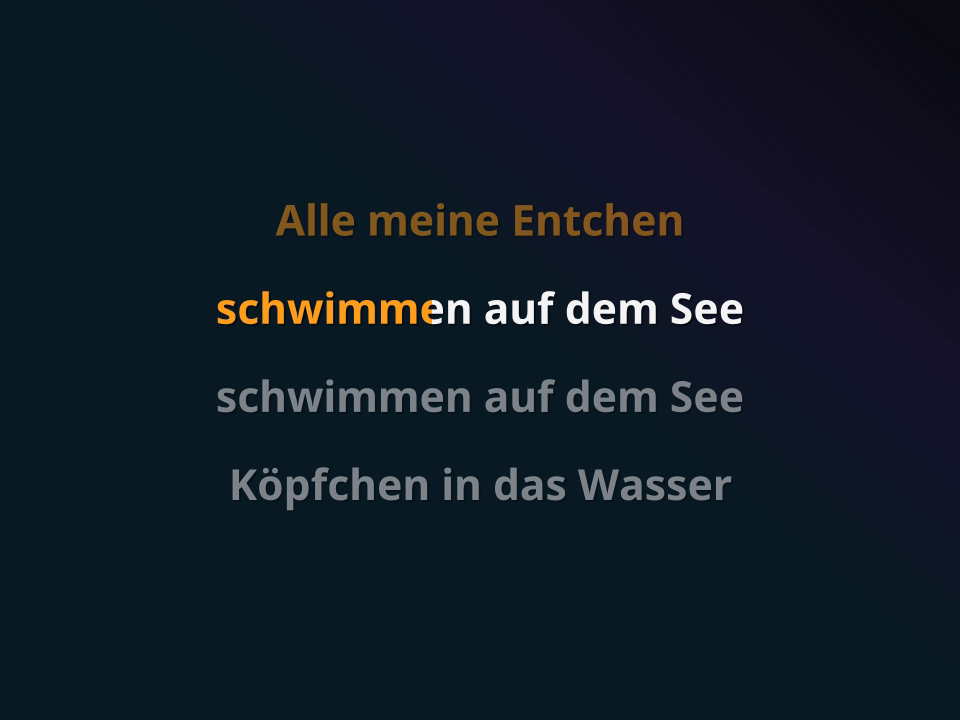 Alle meine Entchen
schwimmen auf dem See
schwimmen auf dem See
Köpfchen in das Wasser